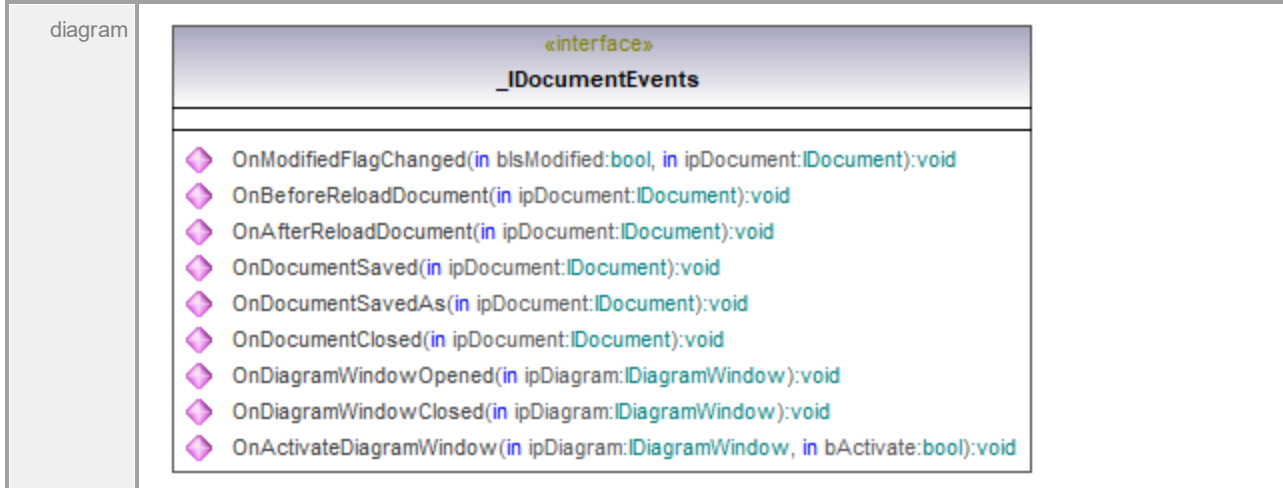 diagram
«interface»
_IDocumentEvents
OnModifiedFlagChanged(in bIsModified:bool, in ipDocument:IDocument):void
OnBeforeReloadDocument(in ipDocument:IDocument):void
OnAfterReloadDocument(in ipDocument:IDocument):void
OnDocumentSaved(in ipDocument:IDocument):void
OnDocumentSavedAs(in ipDocument:IDocument):void
OnDocumentClosed(in ipDocument:IDocument):void
OnDiagramWindowOpened(in ipDiagram:IDiagramWindow):void
OnDiagramWindowClosed(in ipDiagram:IDiagramWindow):void
OnActivateDiagramWindow(in ipDiagram:IDiagramWindow, in bActivate:bool):void